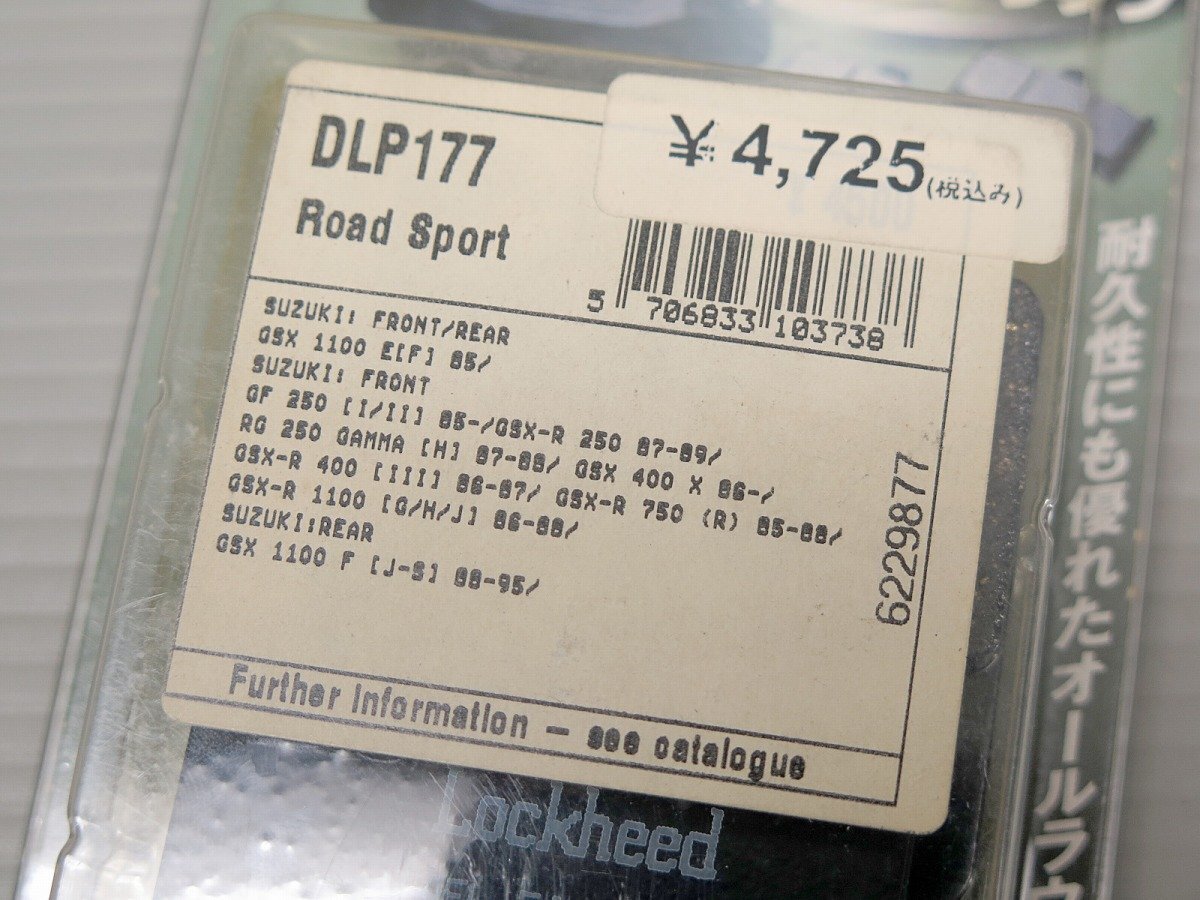 DLP177
¥ 4,725(税込み)
Road Sport
5 706833 103738
SUZUKI: FRONT/REAR
GSX 1100 E[F] 85/
SUZUKI: FRONT
GF 250 [I/II] 85-/GSX-R 250 87-89/
RG 250 GAMMA [H] 87-88/ GSX 400 X 86-/
GSX-R 400 [III] 86-87/ GSX-R 750 (R) 85-88/
GSX-R 1100 [G/H/J] 86-88/
SUZUKI:REAR
GSX 1100 F [J-S] 88-95/
6229877
Further information – see catalogue
Lockheed
耐久性にも優れたオールラウ